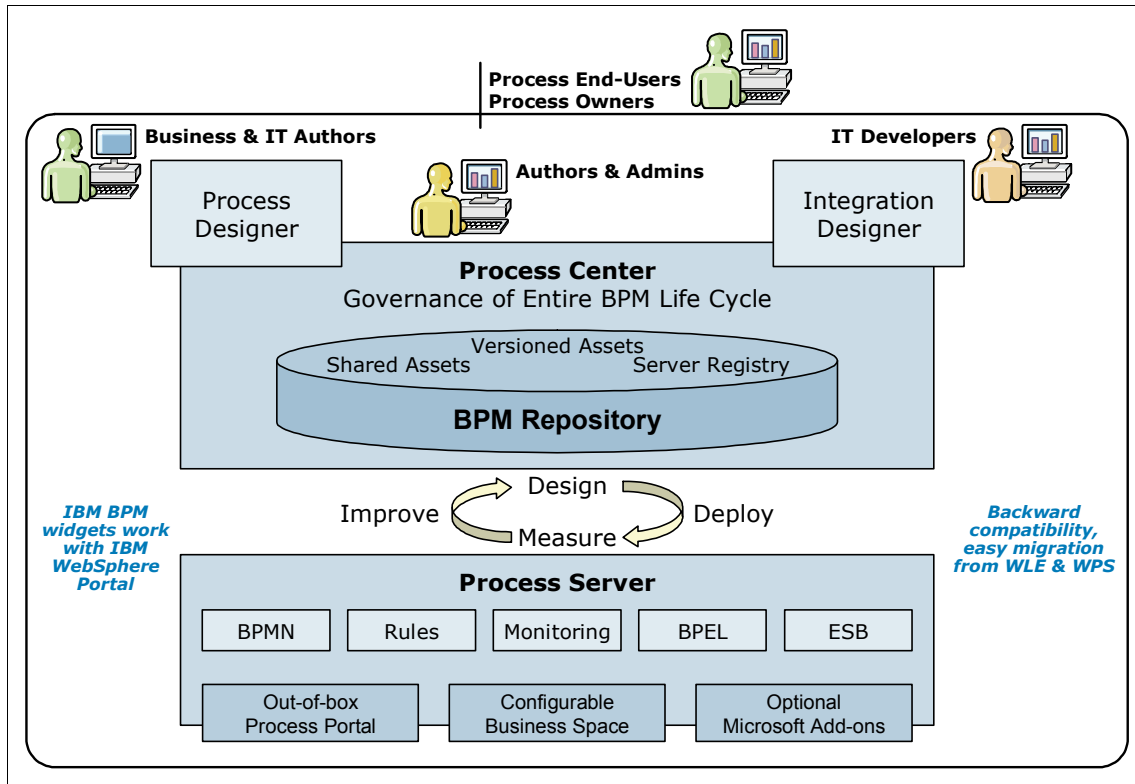 Process End-Users
Process Owners
Business & IT Authors
IT Developers
Authors & Admins
Process
Designer
Integration
Designer
Process Center
Governance of Entire BPM Life Cycle
Versioned Assets
Shared Assets
Server Registry
BPM Repository
Design
Improve
Deploy
Measure
IBM BPM
widgets work
with IBM
WebSphere
Portal
Backward
compatibility,
easy migration
from WLE & WPS
Process Server
BPMN
Rules
Monitoring
BPEL
ESB
Out-of-box
Process Portal
Configurable
Business Space
Optional
Microsoft Add-ons